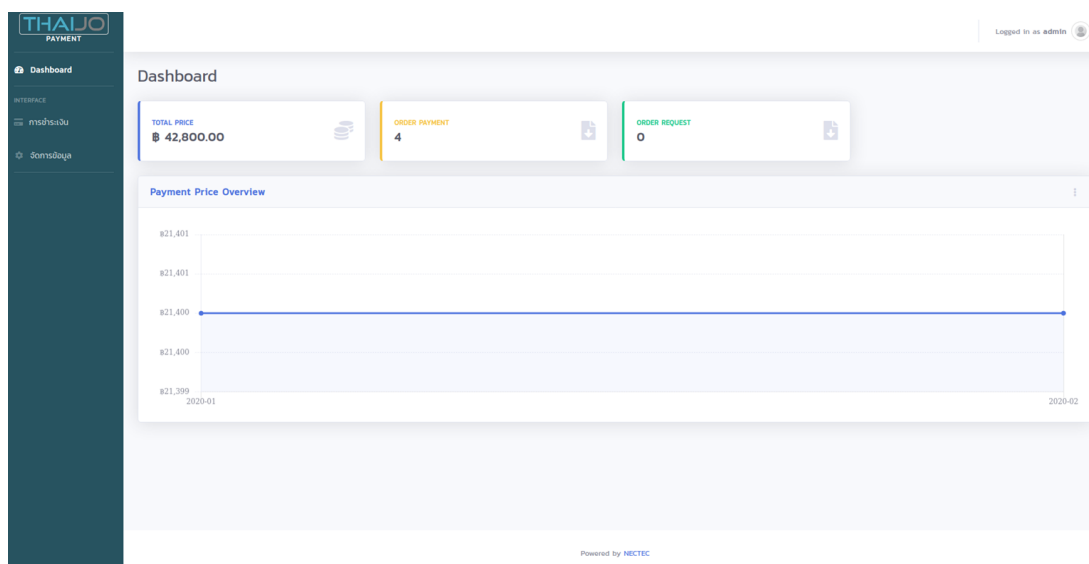 THAIJO
PAYMENT
Logged in as admin
Dashboard
INTERFACE
การชำระเงิน
จัดการข้อมูล
Dashboard
TOTAL PRICE
฿ 42,800.00
ORDER PAYMENT
4
ORDER REQUEST
0
Payment Price Overview
฿21,401
฿21,401
฿21,400
฿21,400
฿21,399
2020-01
2020-02
Powered by NECTEC